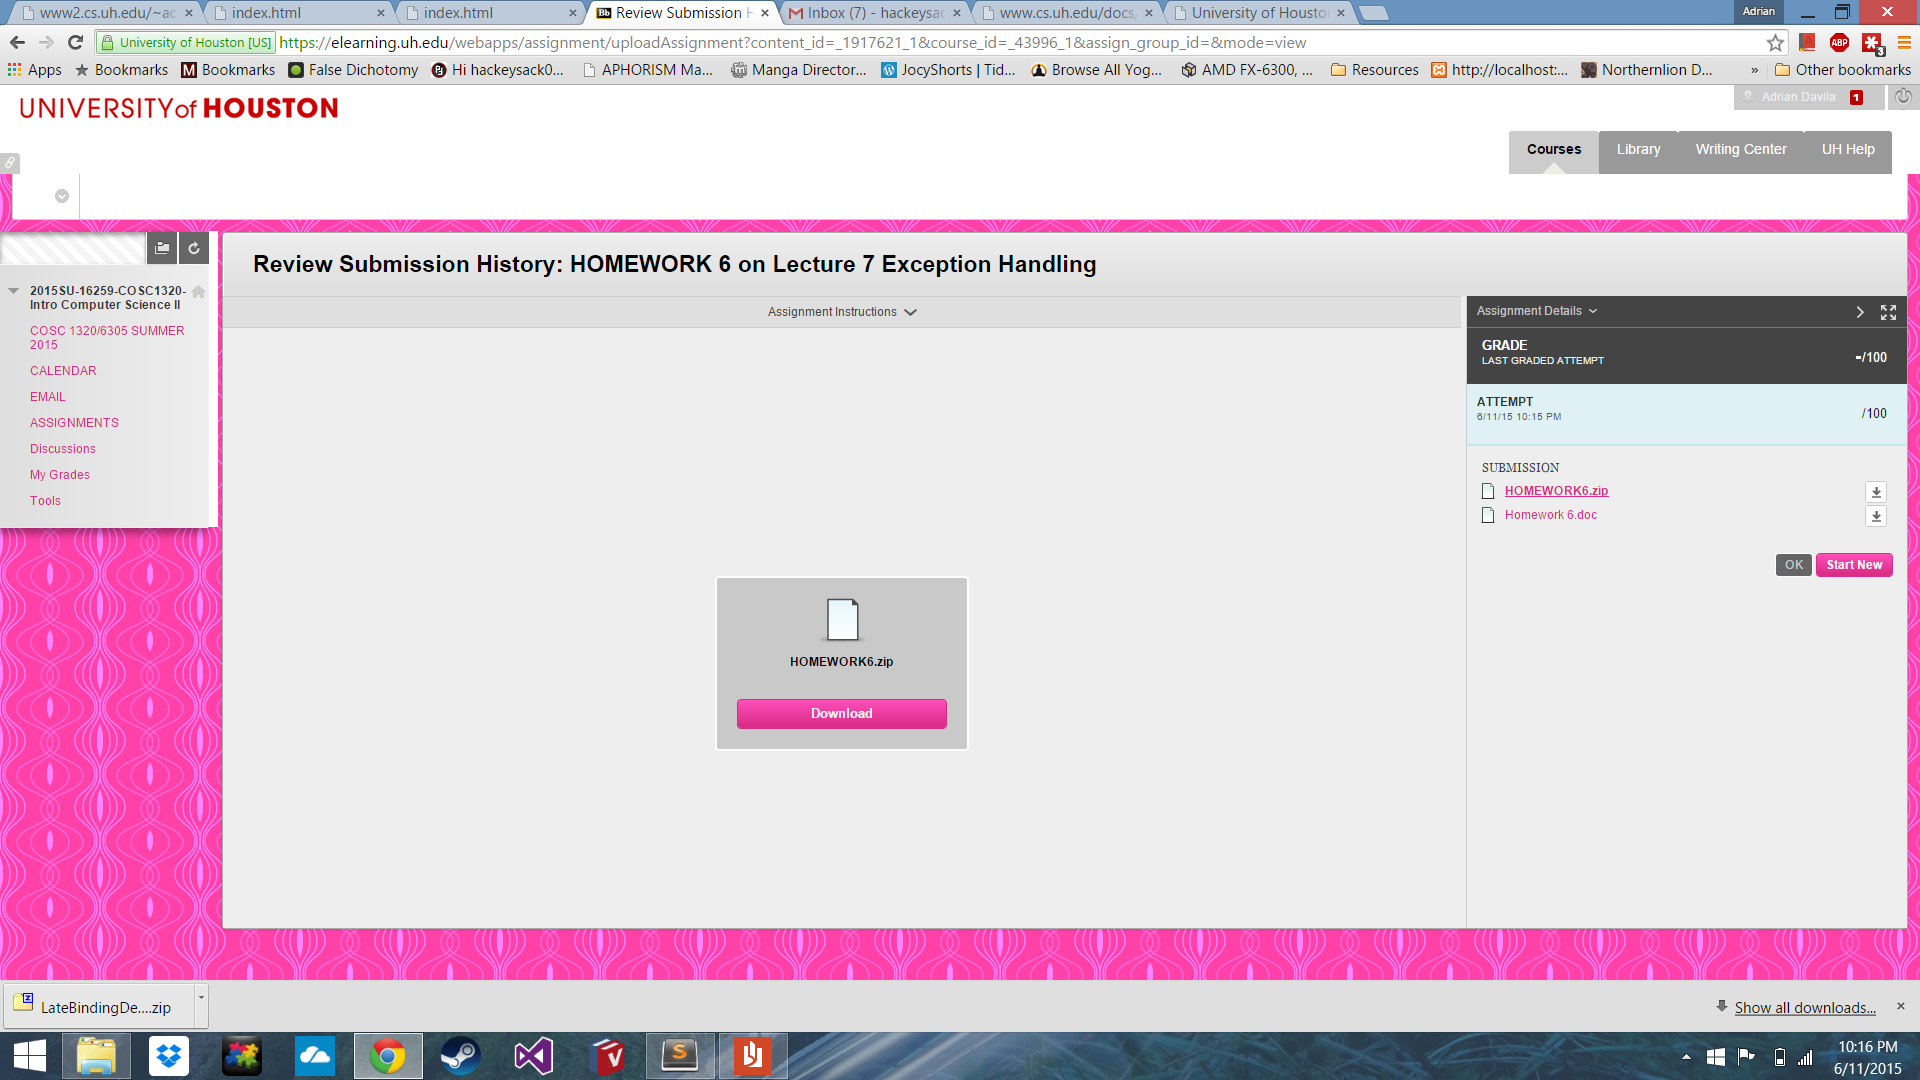 www2.cs.uh.edu/~ac
index.html
index.html
Bb Review Submission H
Inbox (7) - hackeysac
www.cs.uh.edu/docs/
University of Houston
Adrian
University of Houston [US]
https://elearning.uh.edu/webapps/assignment/uploadAssignment?content_id=_1917621_1&course_id=_43996_1&assign_group_id=&mode=view
ABP
3
Apps
Bookmarks
M Bookmarks
False Dichotomy
Hi hackeysack0...
APHORISM Ma...
Manga Director...
JocyShorts | Tid...
Browse All Yog...
AMD FX-6300, ...
Resources
http://localhost:...
Northernlion D...
»
Other bookmarks
UNIVERSITY of HOUSTON
Adrian Davila 1
Courses
Library
Writing Center
UH Help
2015SU-16259-COSC1320-
Intro Computer Science II
COSC 1320/6305 SUMMER
2015
CALENDAR
EMAIL
ASSIGNMENTS
Discussions
My Grades
Tools
Review Submission History: HOMEWORK 6 on Lecture 7 Exception Handling
Assignment Instructions
HOMEWORK6.zip
Download
Assignment Details
GRADE
LAST GRADED ATTEMPT
-/100
ATTEMPT
6/11/15 10:15 PM
/100
SUBMISSION
HOMEWORK6.zip
Homework 6.doc
OK
Start New
LateBindingDe....zip
Show all downloads...
10:16 PM
6/11/2015